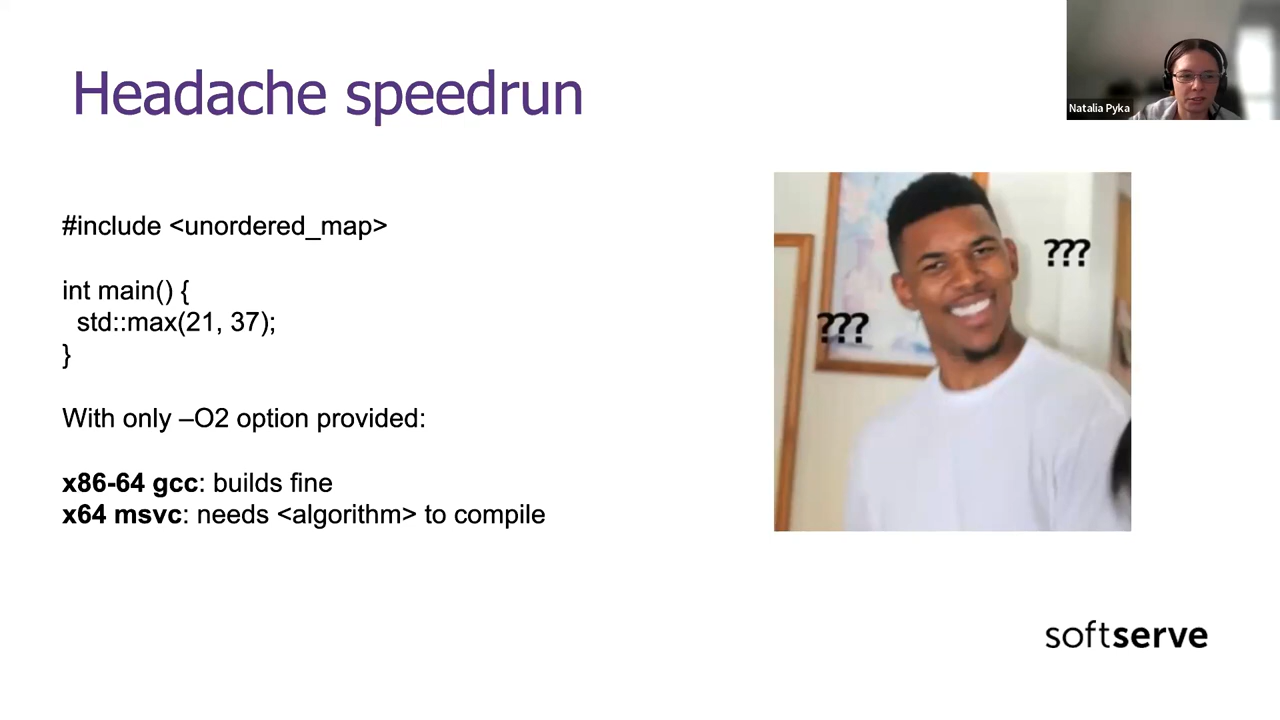 Headache speedrun
Natalia Pyka
#include <unordered_map>
int main() {
std::max(21, 37);
}
With only –O2 option provided:
x86-64 gcc: builds fine
x64 msvc: needs <algorithm> to compile
???
???
softserve